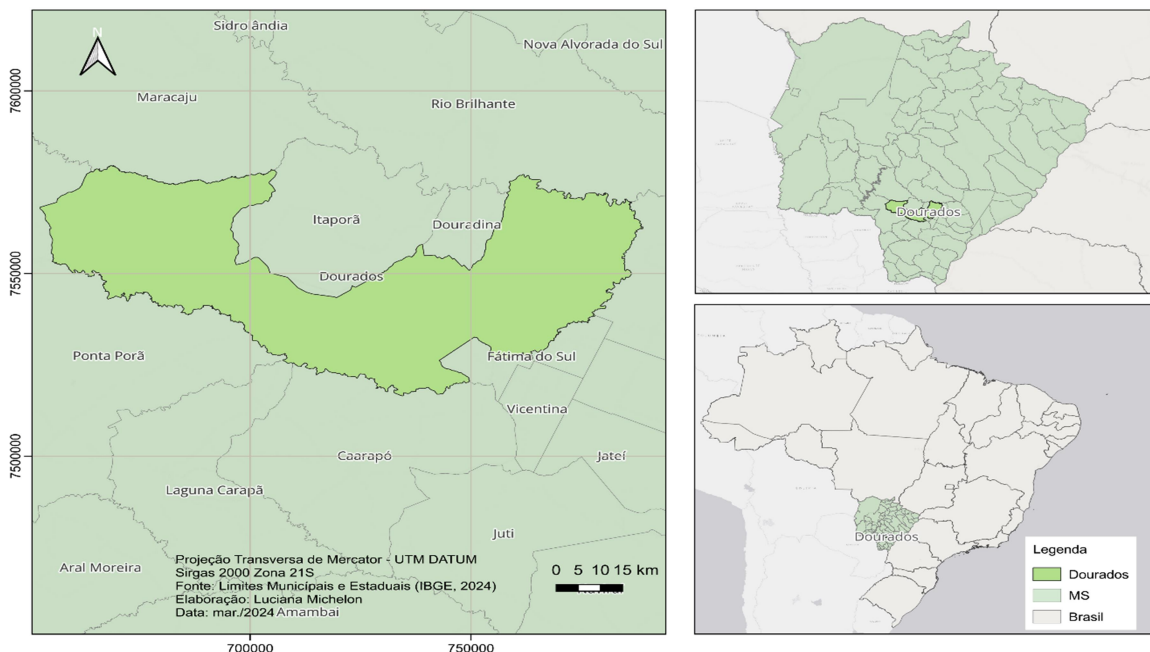 N
Sidro ândia
Nova Alvorada do Sul
7600000
Maracaju
Rio Brilhante
Itaporã
Douradina
7550000
Dourados
Ponta Porã
Fátima do Sul
Vicentina
7500000
Caarapó
Jateí
Laguna Carapã
Juti
Aral Moreira
Projeção Transversa de Mercator - UTM DATUM
Sirgas 2000 Zona 21S
Fonte: Limites Municipais e Estaduais (IBGE, 2024)
Elaboração: Luciana Michelon
Data: mar./2024
Amambai
0 5 10 15 km
700000
750000
Dourados
Dourados
Legenda
Dourados
MS
Brasil